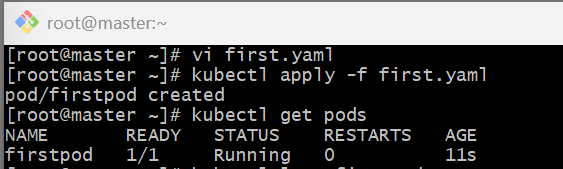 root@master:~
[root@master ~]# vi first.yaml
[root@master ~]# kubectl apply -f first.yaml
pod/firstpod created
[root@master ~]# kubectl get pods
NAME       READY   STATUS    RESTARTS   AGE
firstpod   1/1     Running   0          11s